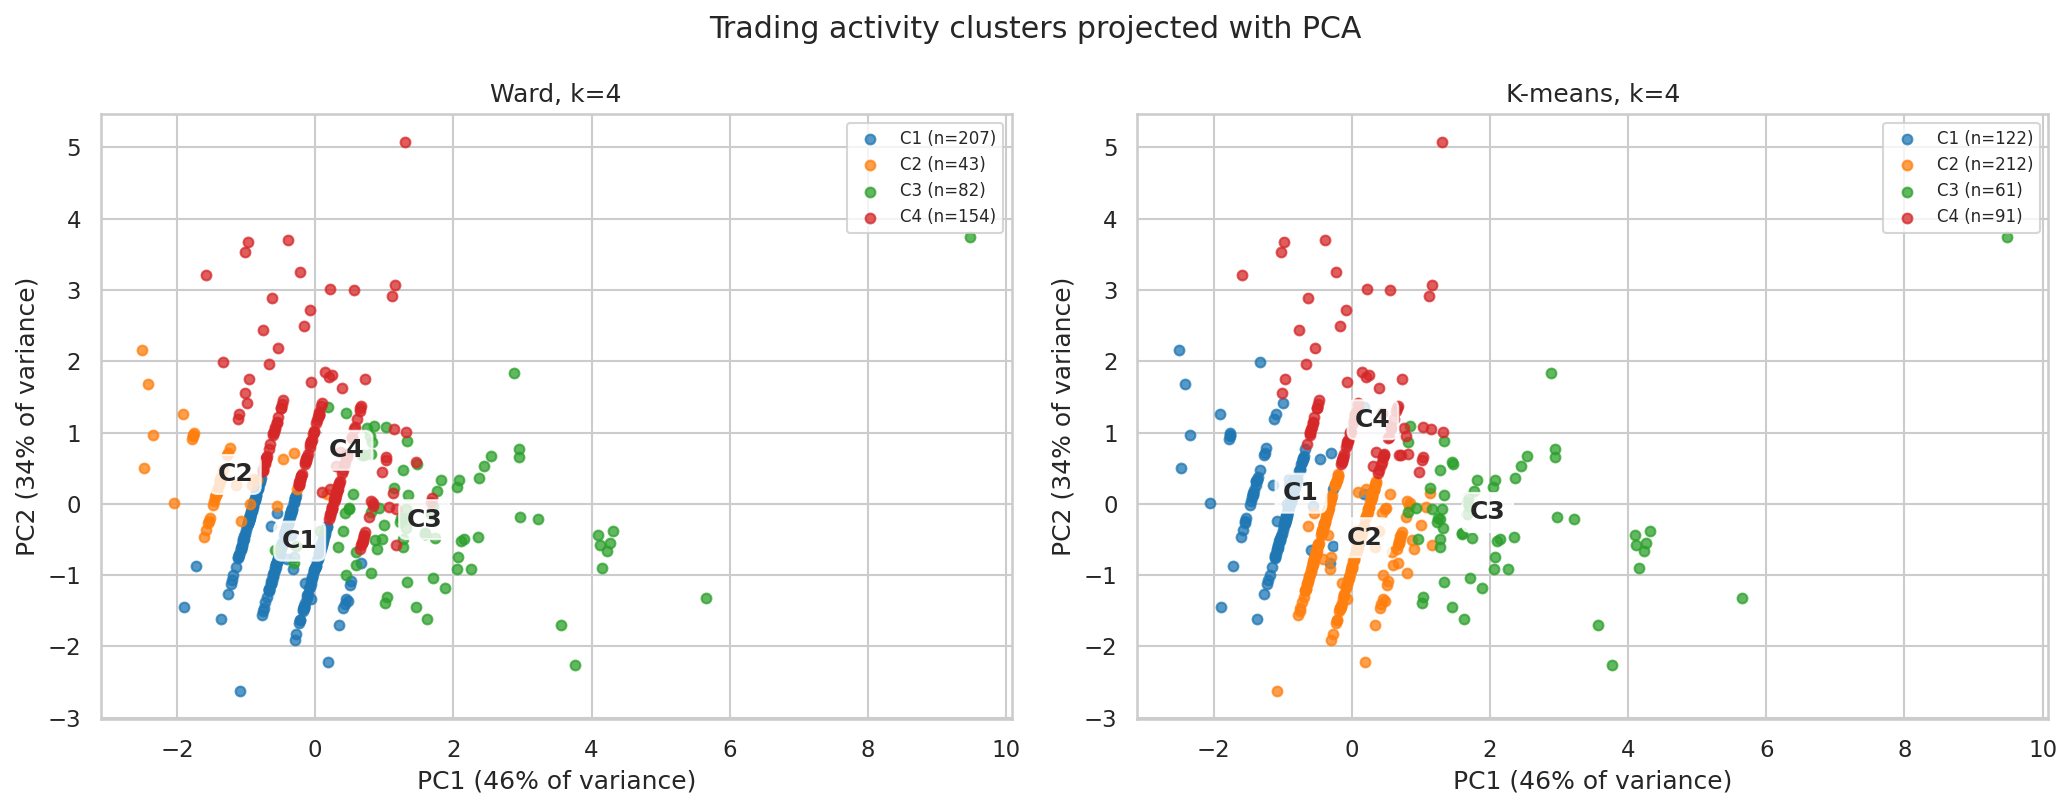 Trading activity clusters projected with PCA
Ward, k=4
C1 (n=207)
C2 (n=43)
C3 (n=82)
C4 (n=154)
5
4
3
2
1
0
−1
−2
−3
PC2 (34% of variance)
C1
C2
C3
C4
−2
0
2
4
6
8
10
PC1 (46% of variance)
K-means, k=4
C1 (n=122)
C2 (n=212)
C3 (n=61)
C4 (n=91)
5
4
3
2
1
0
−1
−2
−3
PC2 (34% of variance)
C4
C1
C3
C2
−2
0
2
4
6
8
10
PC1 (46% of variance)